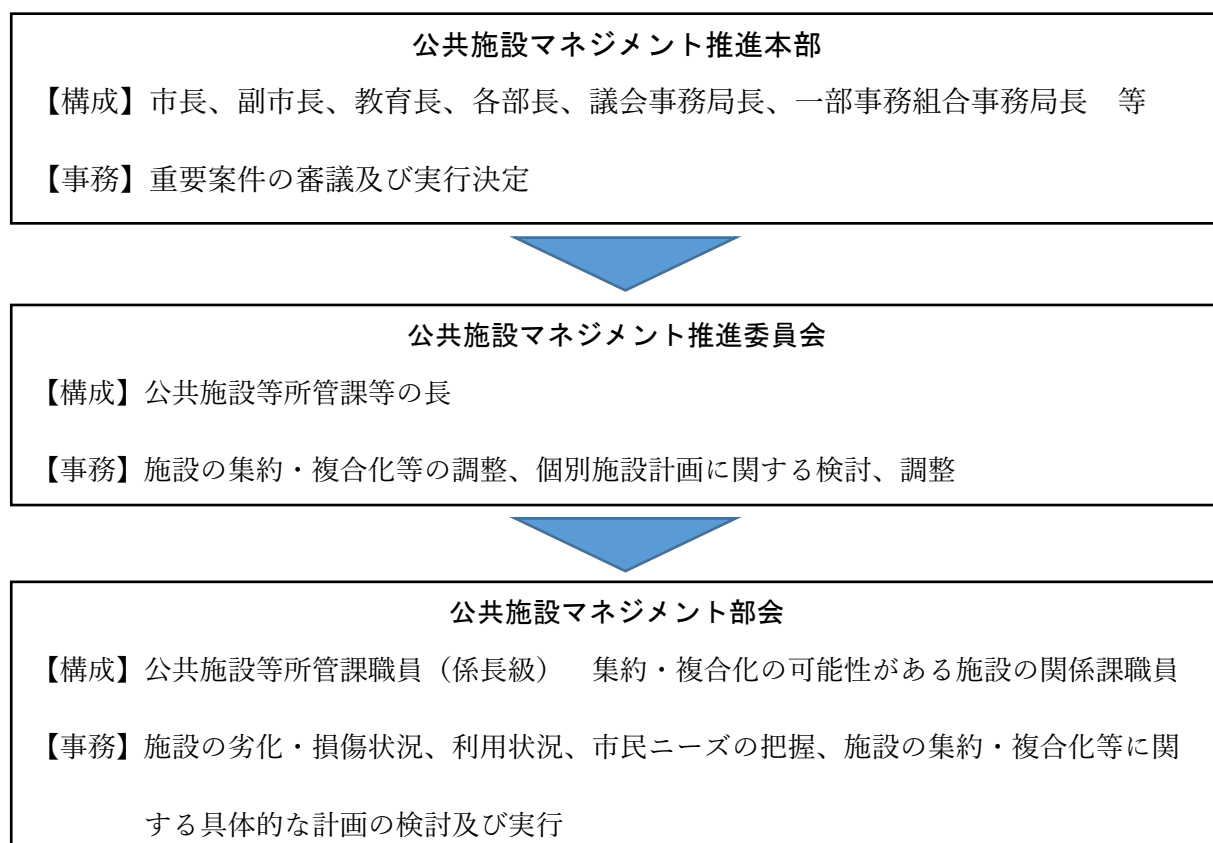 公共施設マネジメント推進本部
【構成】市長、副市長、教育長、各部長、議会事務局長、一部事務組合事務局長　等
【事務】重要案件の審議及び実行決定
公共施設マネジメント推進委員会
【構成】公共施設等所管課等の長
【事務】施設の集約・複合化等の調整、個別施設計画に関する検討、調整
公共施設マネジメント部会
【構成】公共施設等所管課職員（係長級）　集約・複合化の可能性がある施設の関係課職員
【事務】施設の劣化・損傷状況、利用状況、市民ニーズの把握、施設の集約・複合化等に関
する具体的な計画の検討及び実行